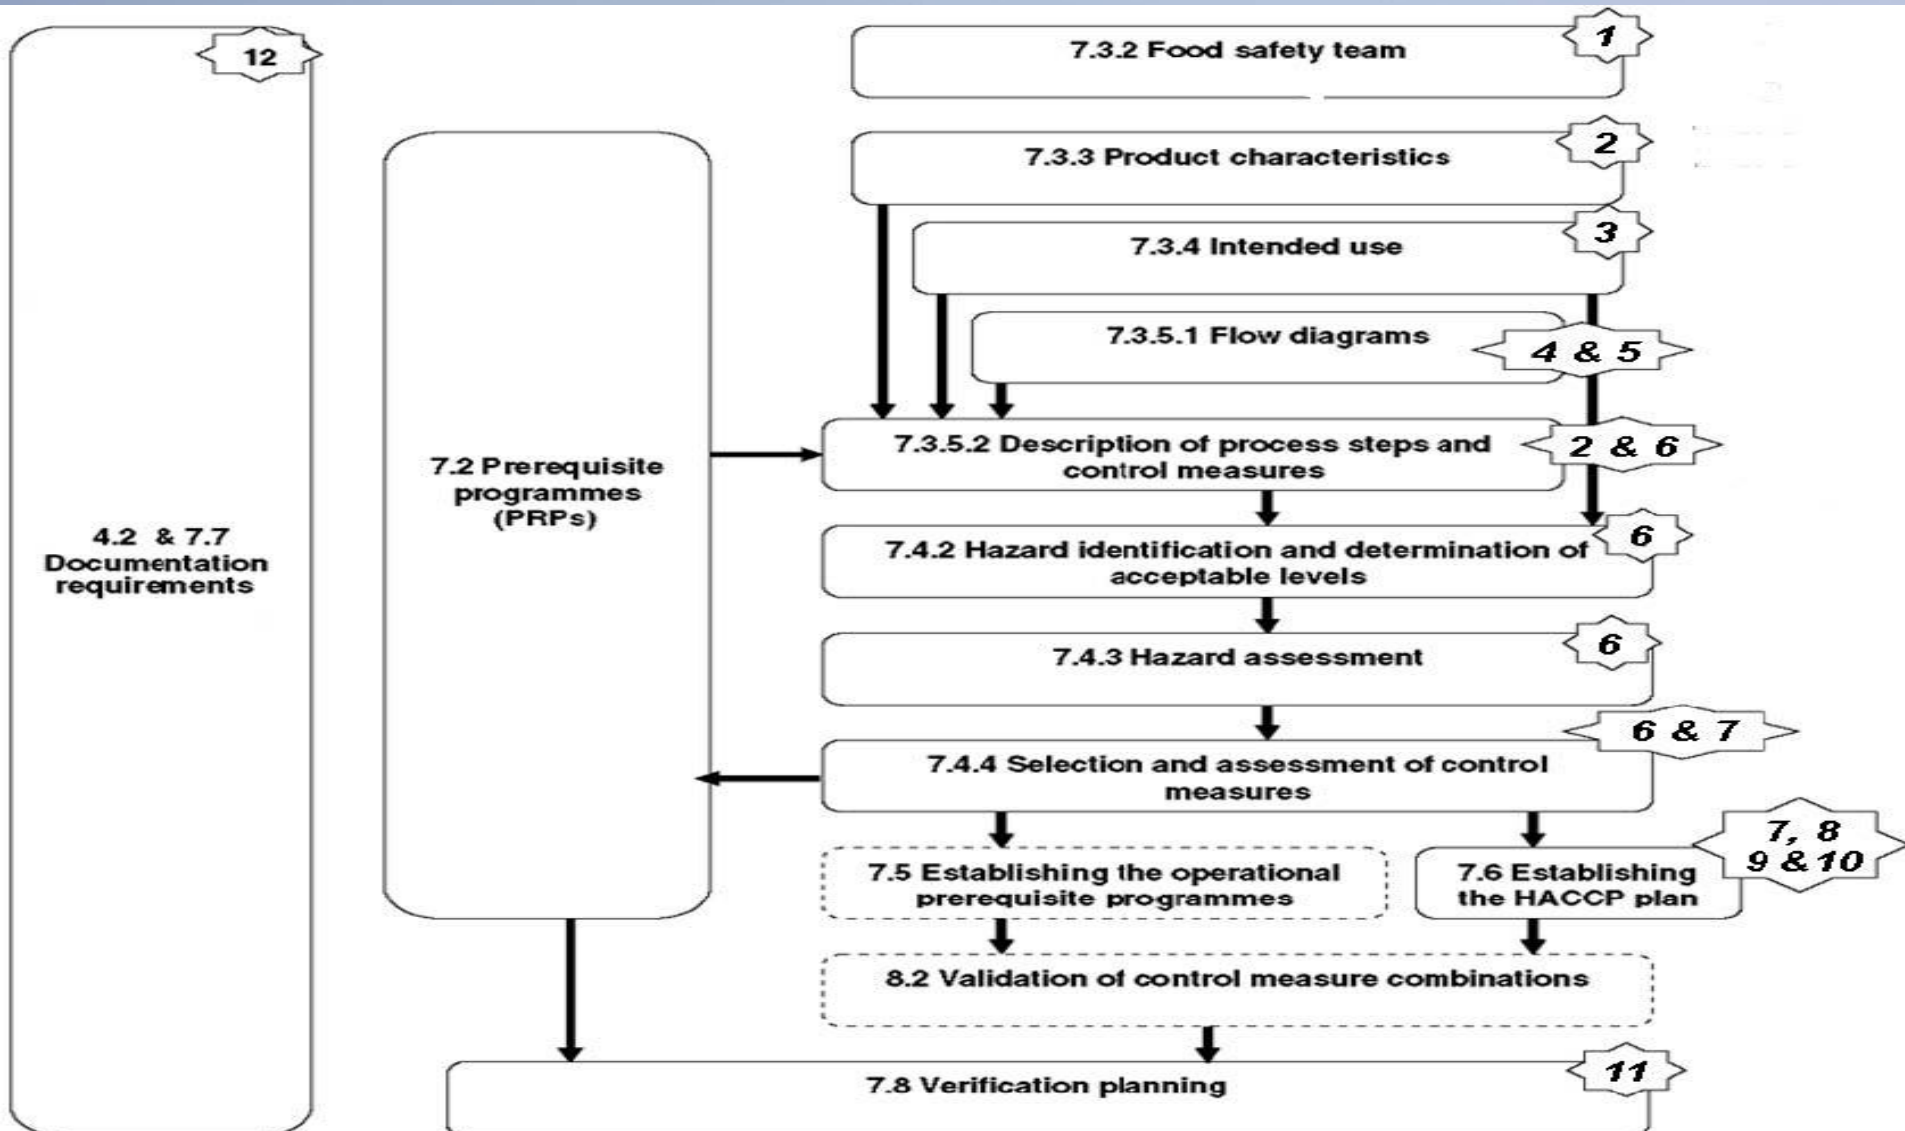 12
4.2 & 7.7
Documentation
requirements
7.2 Prerequisite
programmes
(PRPs)
7.3.2 Food safety team
1
7.3.3 Product characteristics
2
7.3.4 Intended use
3
7.3.5.1 Flow diagrams
4 & 5
7.3.5.2 Description of process steps and
control measures
2 & 6
7.4.2 Hazard identification and determination of
acceptable levels
6
7.4.3 Hazard assessment
6
6 & 7
7.4.4 Selection and assessment of control
measures
7.5 Establishing the operational
prerequisite programmes
7.6 Establishing
the HACCP plan
7, 8
9 &10
8.2 Validation of control measure combinations
7.8 Verification planning
11